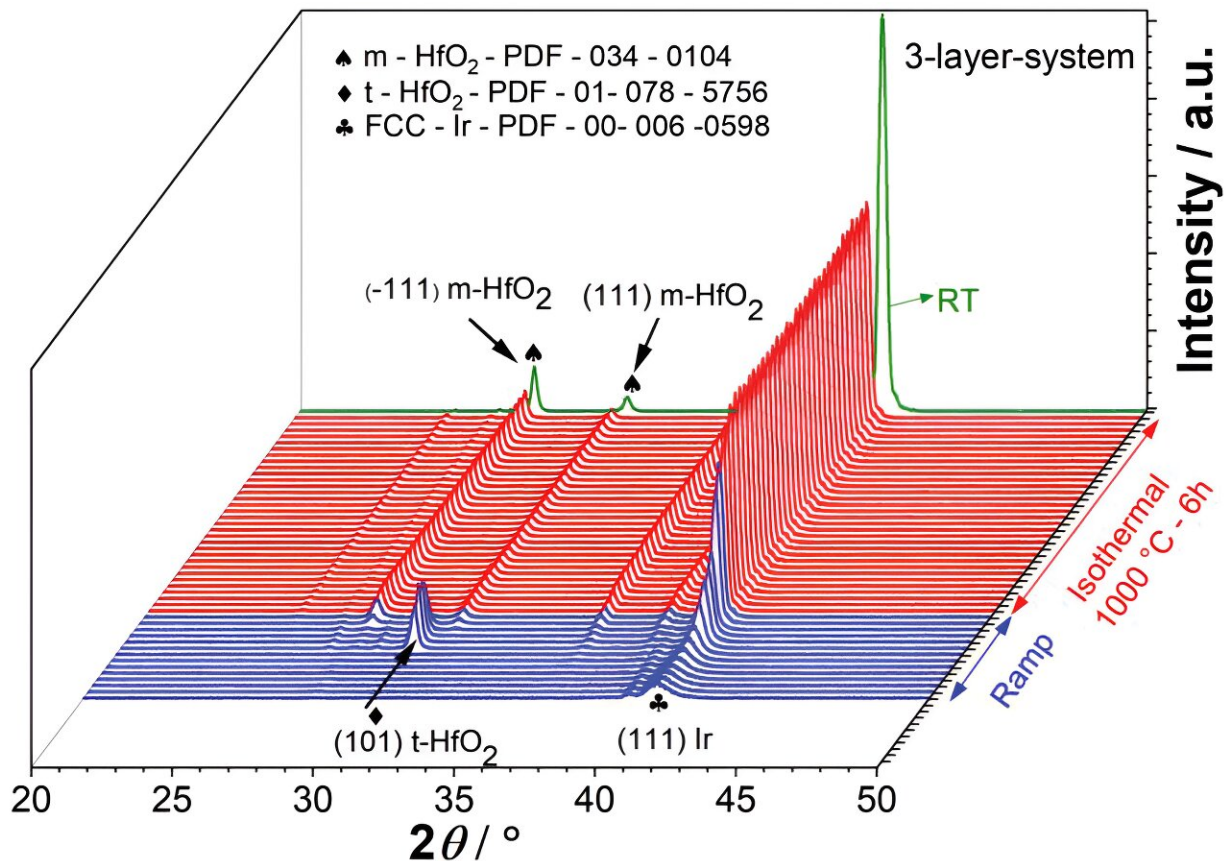 ♠ m - HfO₂ - PDF - 034 - 0104
♦ t - HfO₂ - PDF - 01- 078 - 5756
♣ FCC - Ir - PDF - 00- 006 -0598
3-layer-system
Intensity / a.u.
(-111) m-HfO₂
(111) m-HfO₂
♠
♠
RT
Isothermal
1000 °C - 6h
Ramp
♦
(101) t-HfO₂
♣
(111) Ir
20 25 30 35 40 45 50
2θ / °